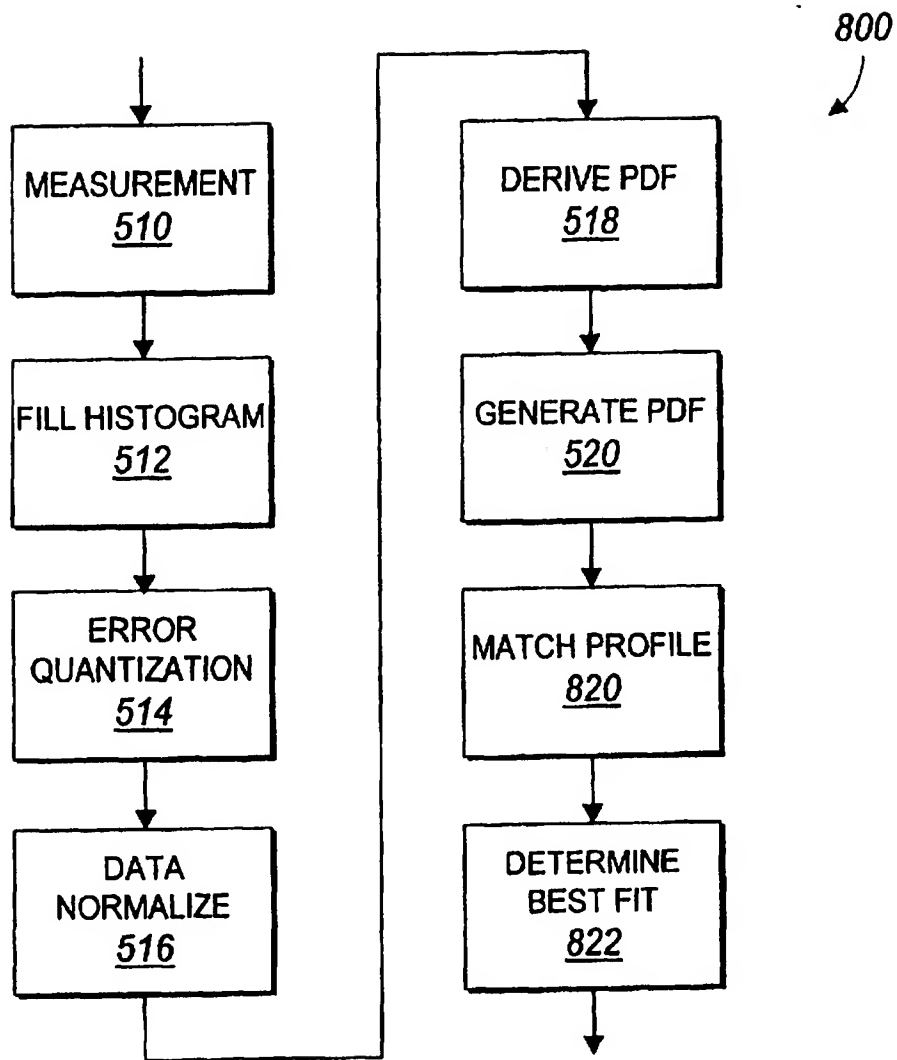 800
MEASUREMENT
510
FILL HISTOGRAM
512
ERROR
QUANTIZATION
514
DATA
NORMALIZE
516
DERIVE PDF
518
GENERATE PDF
520
MATCH PROFILE
820
DETERMINE
BEST FIT
822